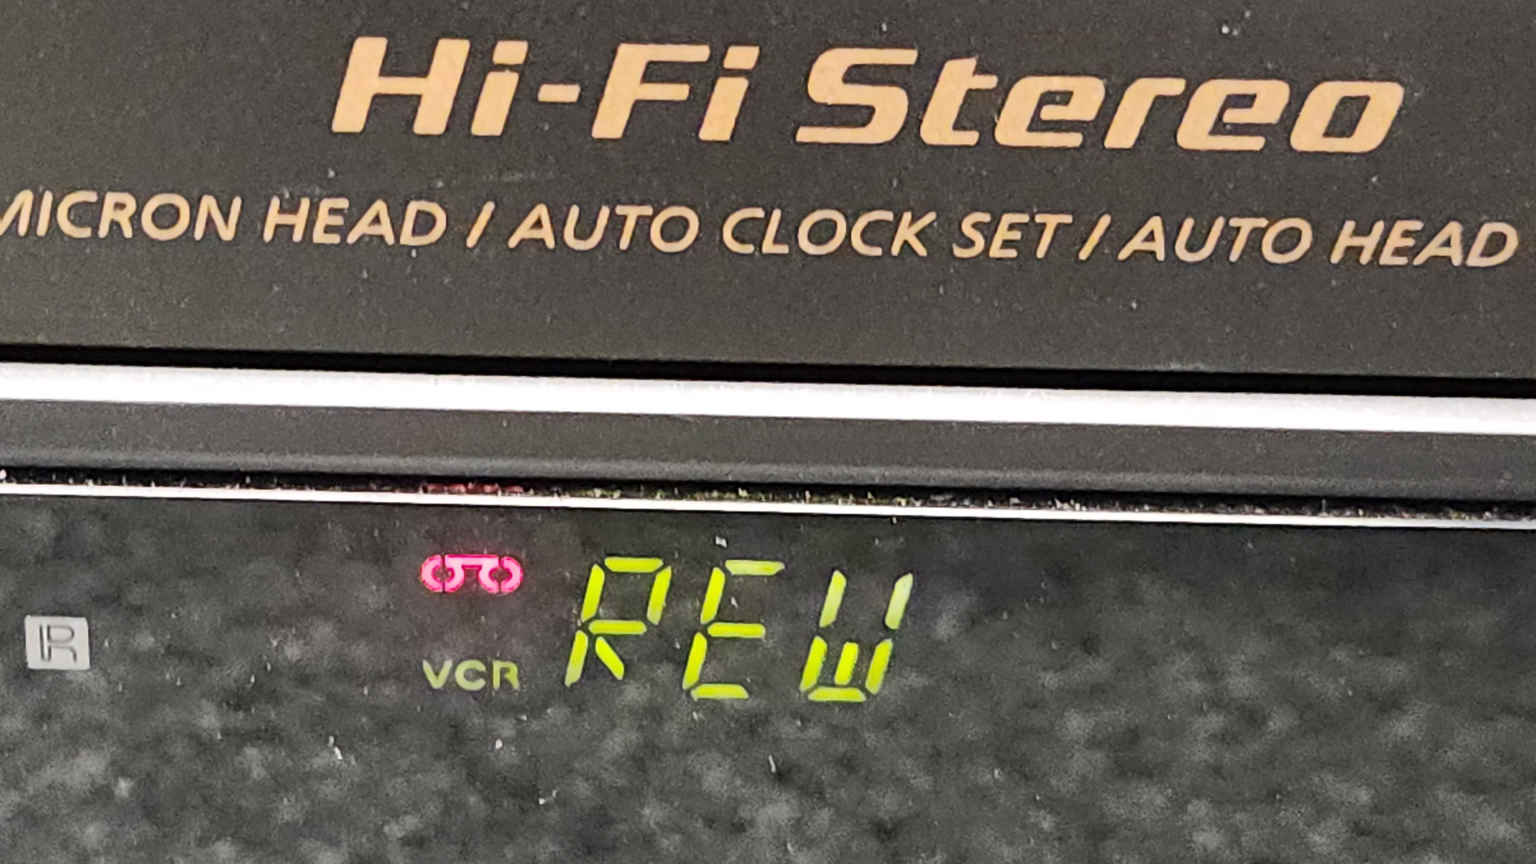 Hi-Fi Stereo
MICRON HEAD / AUTO CLOCK SET / AUTO HEAD
REW
R
VCR